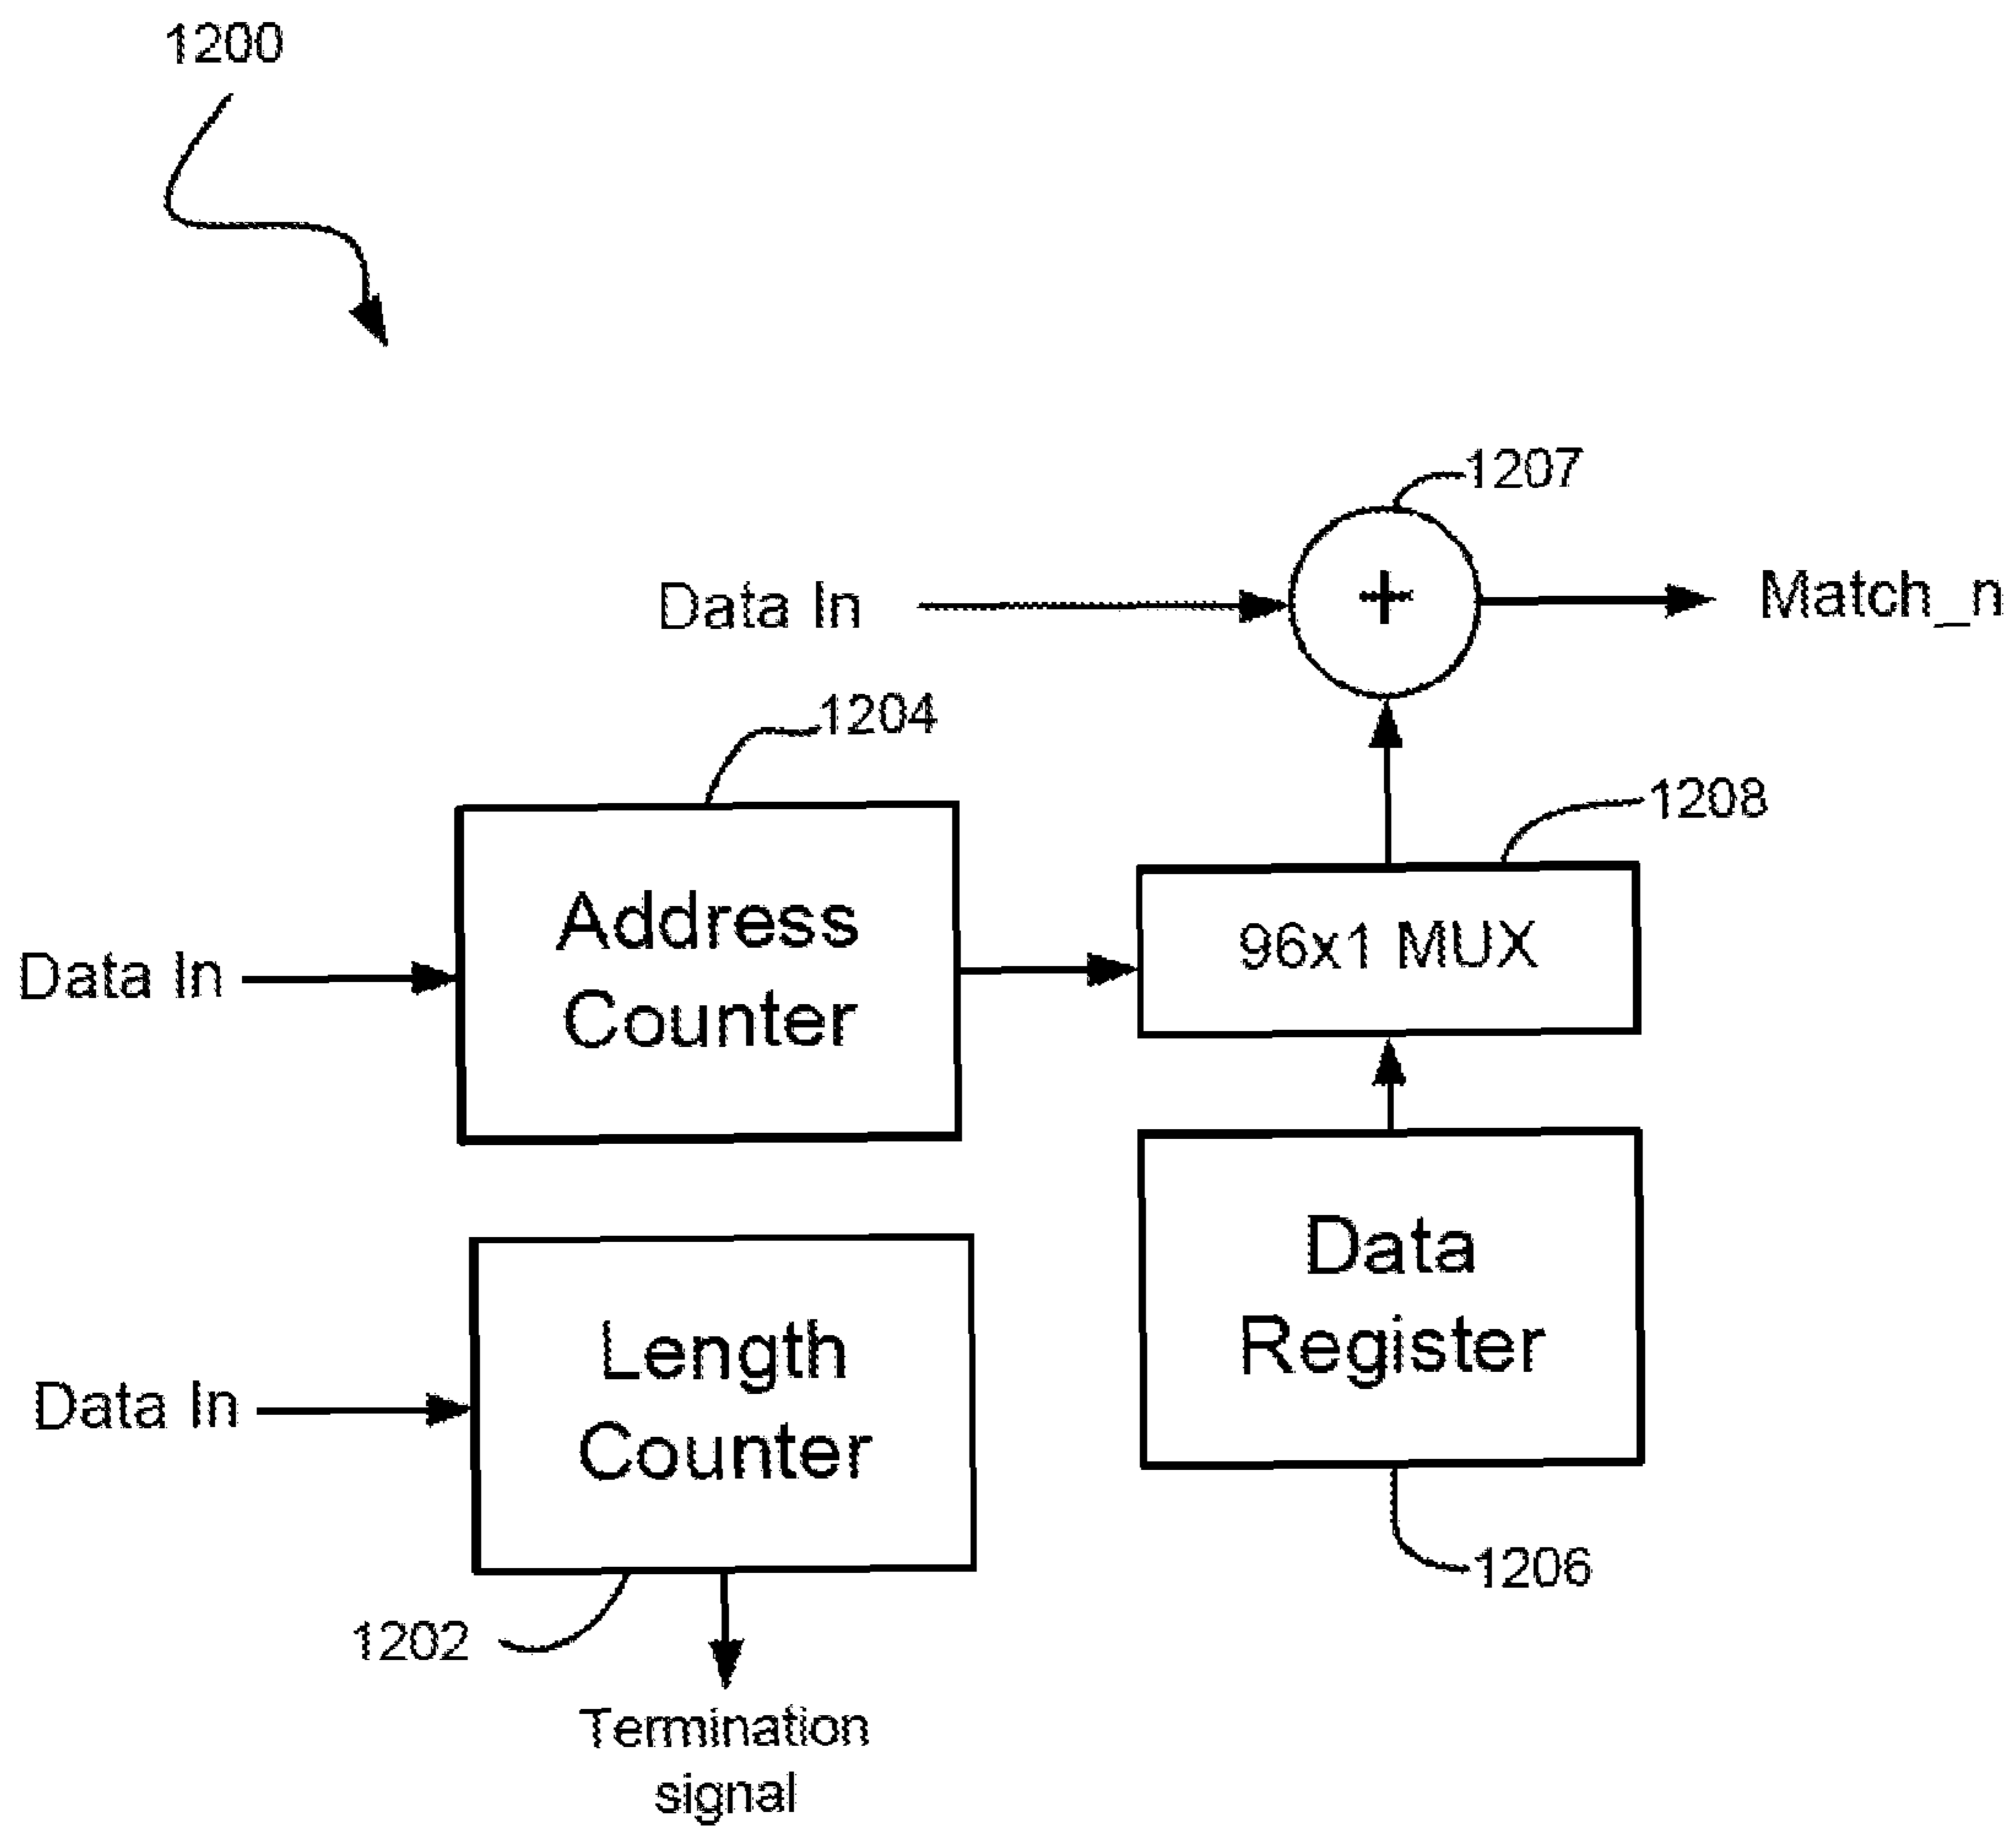 1200
1207
Data In
Match_n
1204
1208
Address
Counter
96x1 MUX
Data In
Data
Register
Length
Counter
Data In
1206
1202
Termination
signal
+